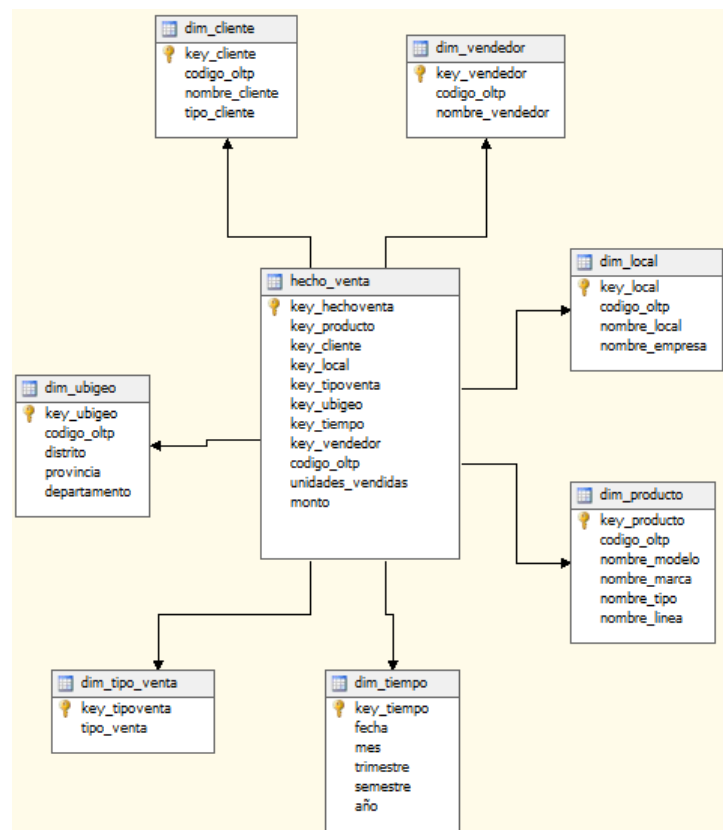 dim_cliente
key_cliente
codigo_oltp
nombre_cliente
tipo_cliente
dim_vendedor
key_vendedor
codigo_oltp
nombre_vendedor
hecho_venta
key_hechoventa
key_producto
key_cliente
key_local
key_tipoventa
key_ubigeo
key_tiempo
key_vendedor
codigo_oltp
unidades_vendidas
monto
dim_local
key_local
codigo_oltp
nombre_local
nombre_empresa
dim_ubigeo
key_ubigeo
codigo_oltp
distrito
provincia
departamento
dim_producto
key_producto
codigo_oltp
nombre_modelo
nombre_marca
nombre_tipo
nombre_linea
dim_tipo_venta
key_tipoventa
tipo_venta
dim_tiempo
key_tiempo
fecha
mes
trimestre
semestre
año